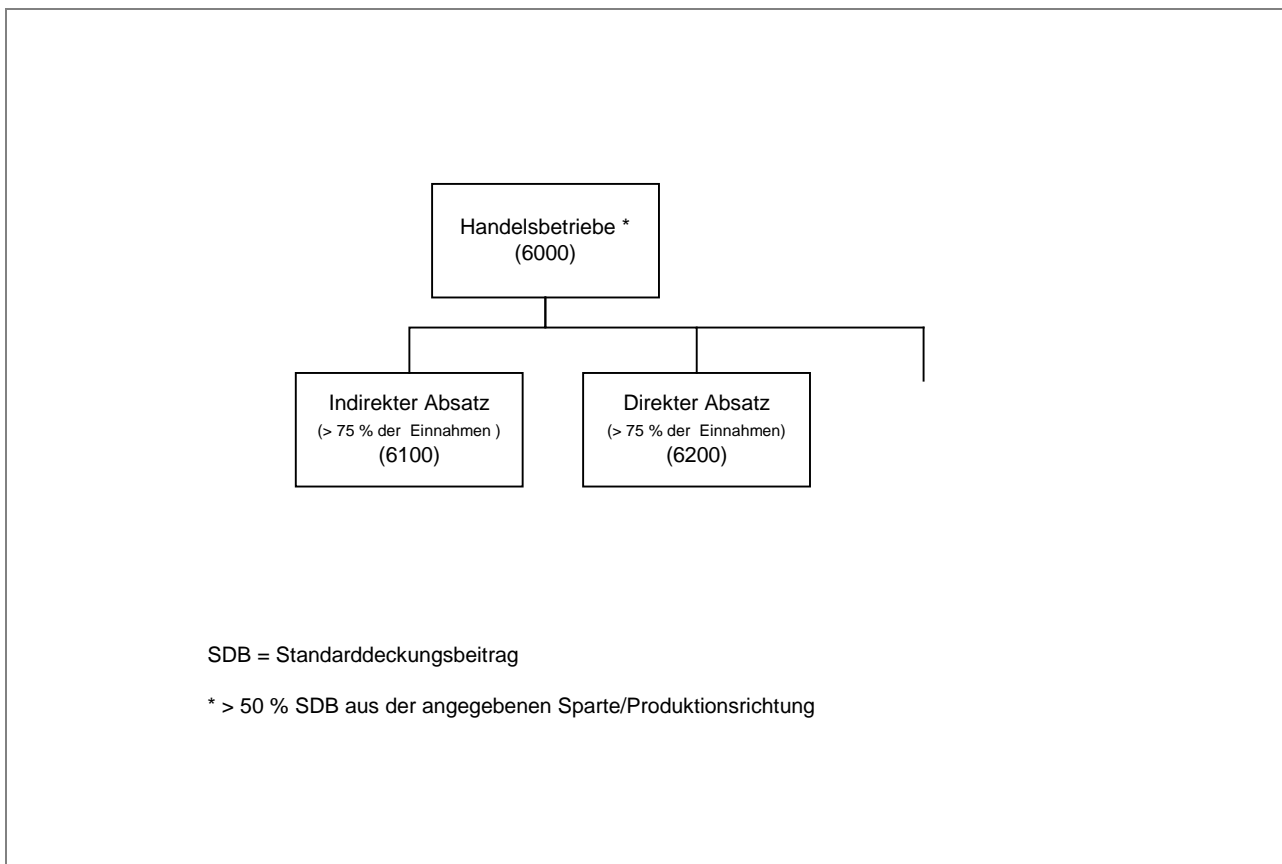 Handelsbetriebe *
(6000)
Indirekter Absatz
(> 75 % der Einnahmen )
(6100)
Direkter Absatz
(> 75 % der Einnahmen)
(6200)
SDB = Standarddeckungsbeitrag
* > 50 % SDB aus der angegebenen Sparte/Produktionsrichtung